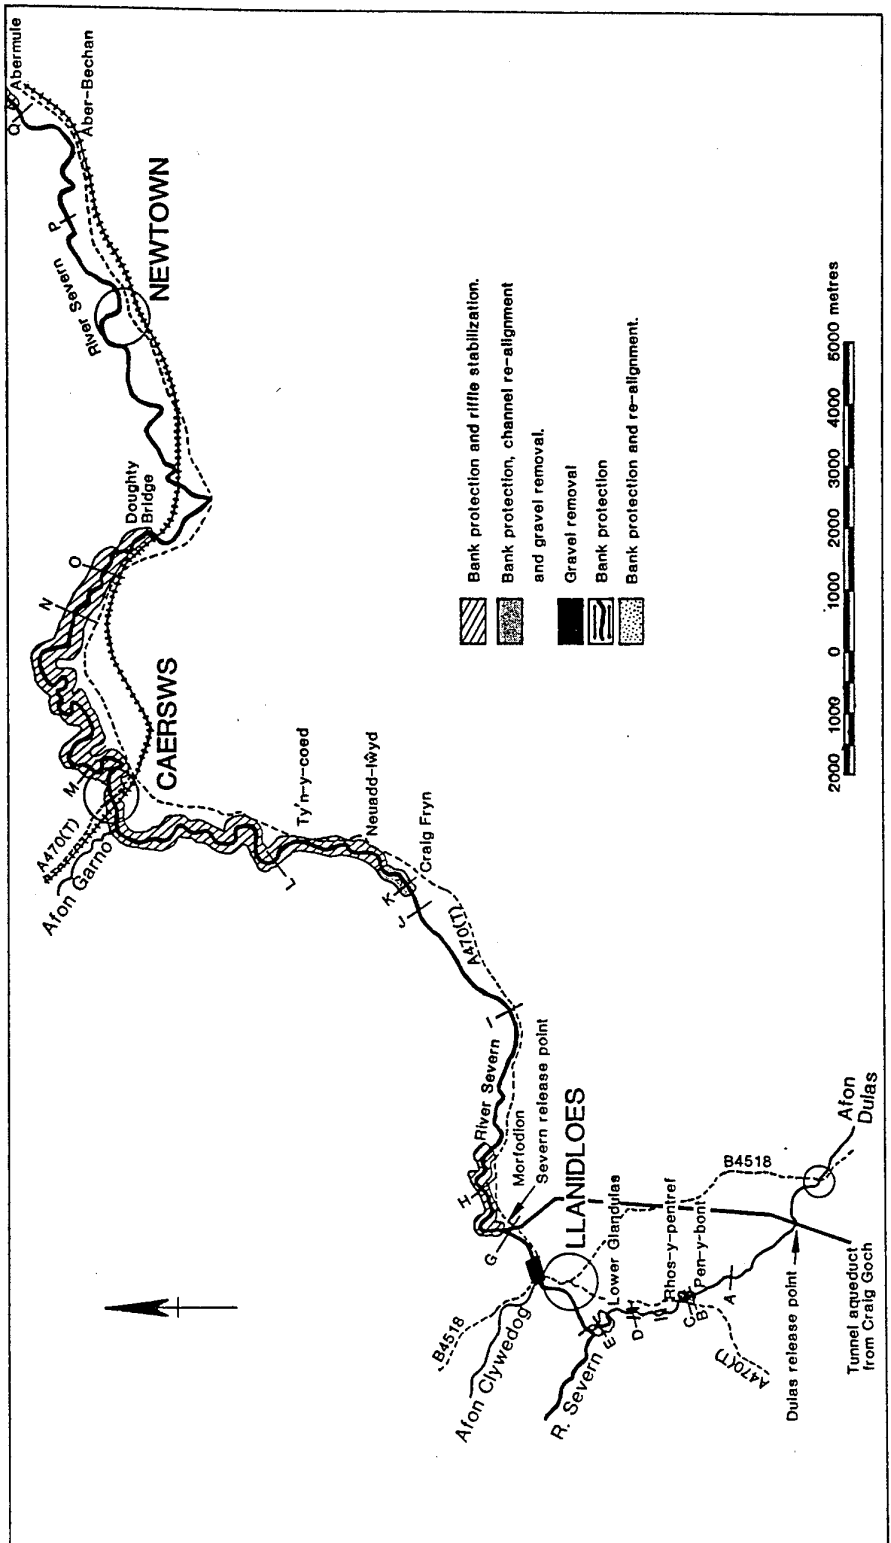 Q
Abermule
Aber-Bechan
P
River Severn
NEWTOWN
Doughty
Bridge
O
N
CAERSWS
M
A470(T)
Afon Garno
L
Ty'n-y-coed
Neuadd-lŵyd
Craig Fryn
K
J
A470(T)
I
River Severn
Morfodion
Severn release point
H
G
LLANIDLOES
B4518
Afon Clywedog
R. Severn
Lower Glandulas
F
E
D
Rhos-y-pentref
Pen-y-bont
C
B
A
A470(T)
B4518
Afon
Dulas
Dulas release point
Tunnel aqueduct
from Craig Goch
Bank protection and riffle stabilization.
Bank protection, channel re-alignment
and gravel removal.
Gravel removal
Bank protection
Bank protection and re-alignment.
2000 1000 0 1000 2000 3000 4000 5000 metres